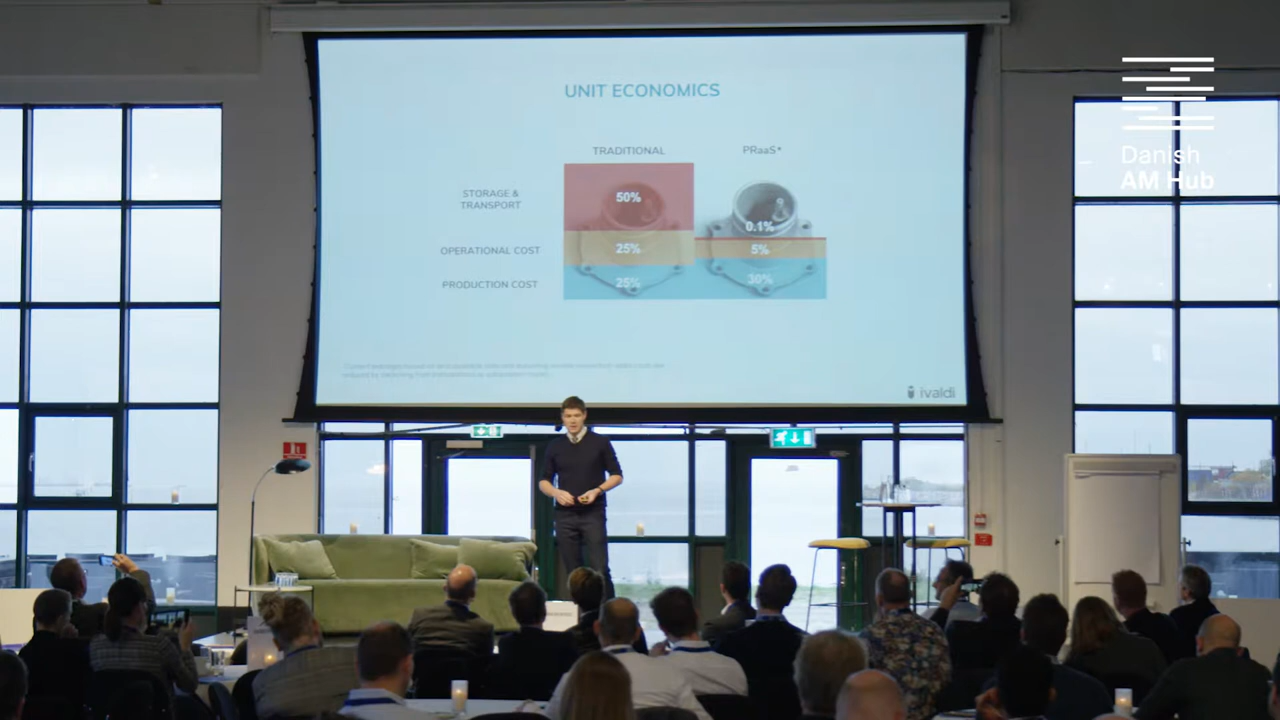 UNIT ECONOMICS
TRADITIONAL
PRaaS*
STORAGE &
TRANSPORT
50%
0.1%
OPERATIONAL COST
25%
5%
PRODUCTION COST
25%
30%
ivaldi
Danish
AM Hub